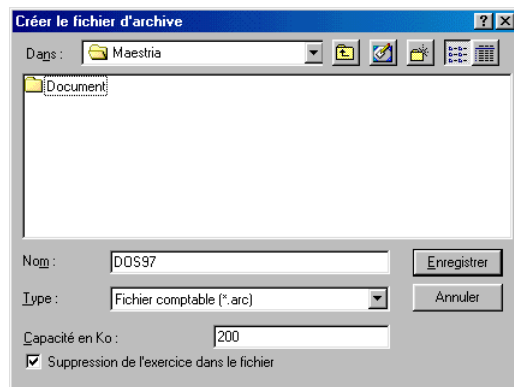 Créer le fichier d'archive
Dans : Maestria
Document
Nom : DOS97 Enregistrer
Type : Fichier comptable (*.arc) Annuler
Capacité en Ko : 200
Suppression de l'exercice dans le fichier